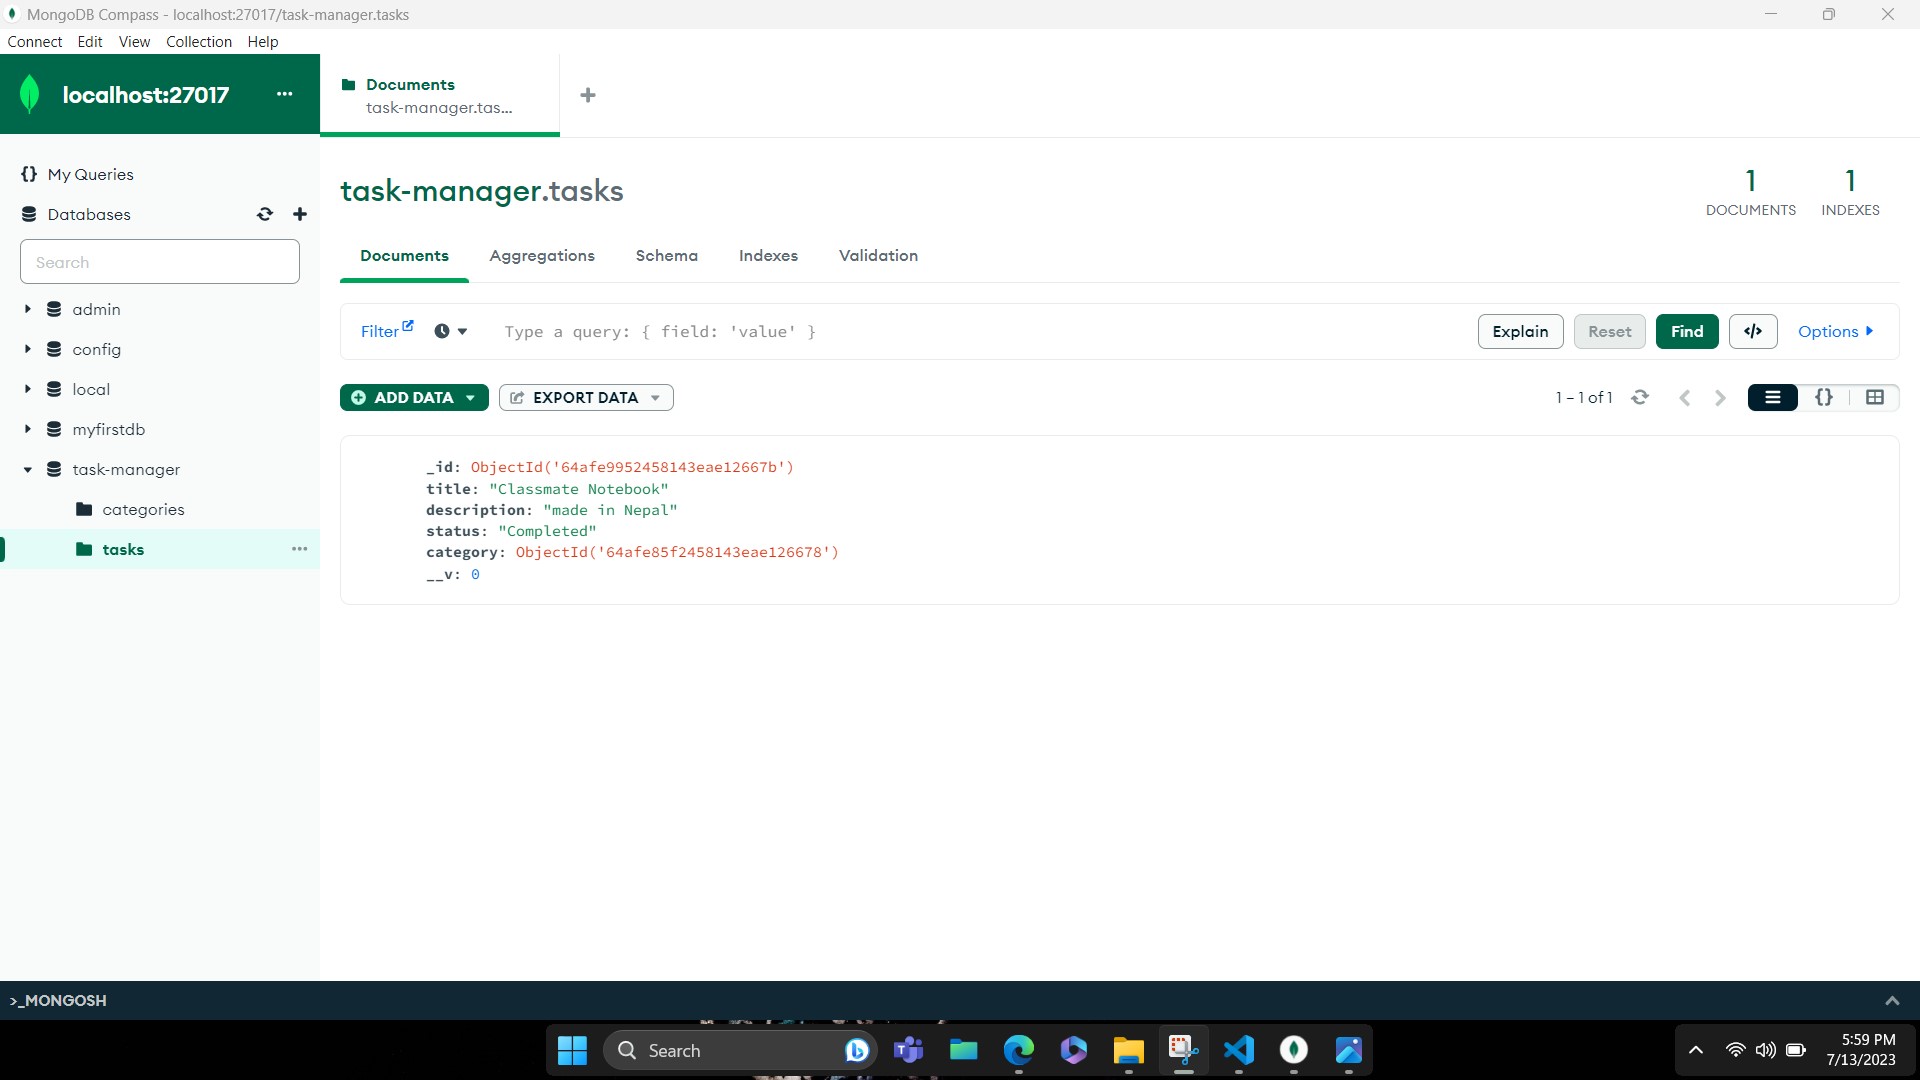 MongoDB Compass - localhost:27017/task-manager.tasks
Connect Edit View Collection Help
localhost:27017 ...
Documents
task-manager.tas...
+
{} My Queries
Databases
Search
admin
config
local
myfirstdb
task-manager
categories
tasks ...
task-manager.tasks
1 DOCUMENTS
1 INDEXES
Documents Aggregations Schema Indexes Validation
Filter Type a query: { field: 'value' } Explain Reset Find </> Options
ADD DATA EXPORT DATA 1 – 1 of 1 {}
_id: ObjectId('64afe9952458143eae12667b')
title: "Classmate Notebook"
description: "made in Nepal"
status: "Completed"
category: ObjectId('64afe85f2458143eae126678')
__v: 0
>_MONGOSH
Search
5:59 PM
7/13/2023